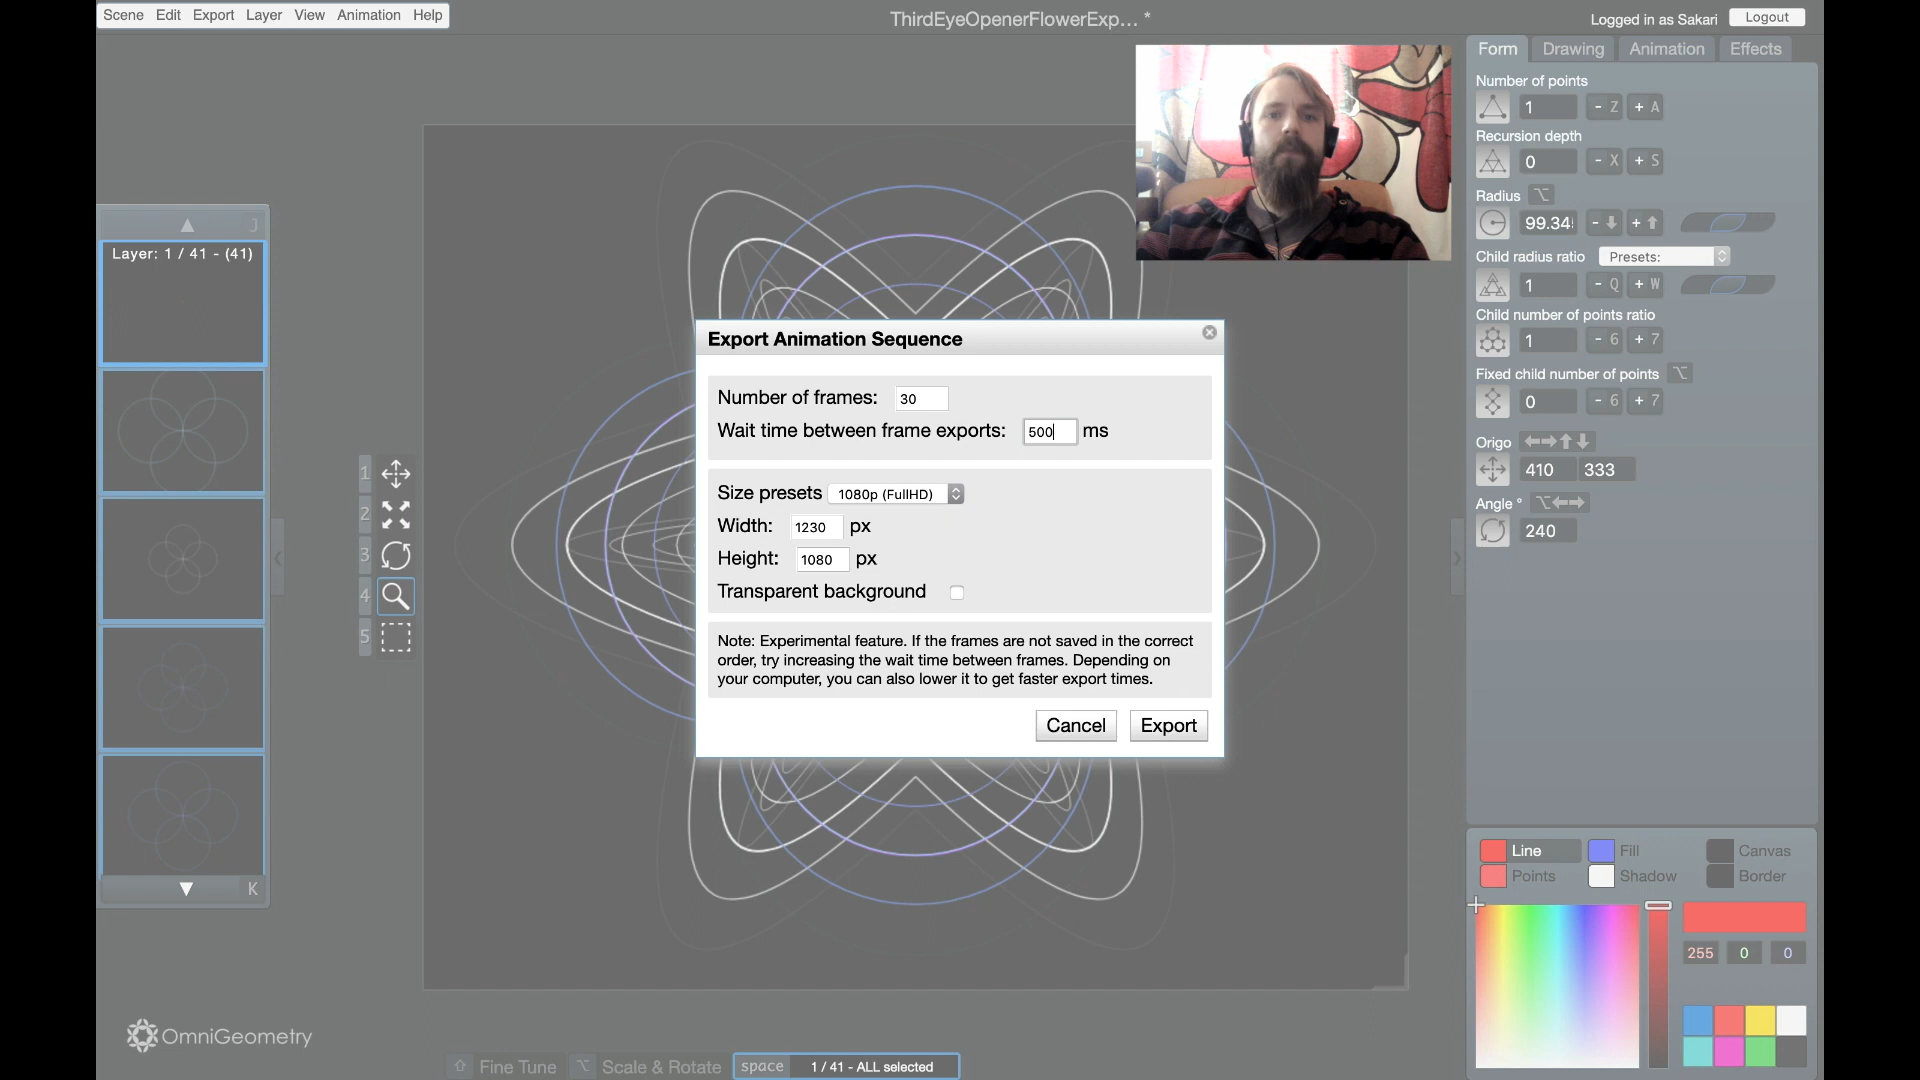 Scene Edit Export Layer View Animation Help
ThirdEyeOpenerFlowerExp... *
Logged in as Sakari Logout
Form Drawing Animation Effects
Number of points
1 - Z + A
Recursion depth
0 - X + S
Radius
99.34 - +
Child radius ratio Presets:
1 - Q + W
Child number of points ratio
1 - 6 + 7
Fixed child number of points
0 - 6 + 7
Origo
410 333
Angle °
240
J
Layer: 1 / 41 - (41)
K
1
2
3
4
5
Export Animation Sequence
Number of frames: 30
Wait time between frame exports: 500 ms
Size presets 1080p (FullHD)
Width: 1230 px
Height: 1080 px
Transparent background
Note: Experimental feature. If the frames are not saved in the correct
order, try increasing the wait time between frames. Depending on
your computer, you can also lower it to get faster export times.
Cancel Export
Line Fill Canvas
Points Shadow Border
255 0 0
OmniGeometry
Fine Tune Scale & Rotate space 1 / 41 - ALL selected